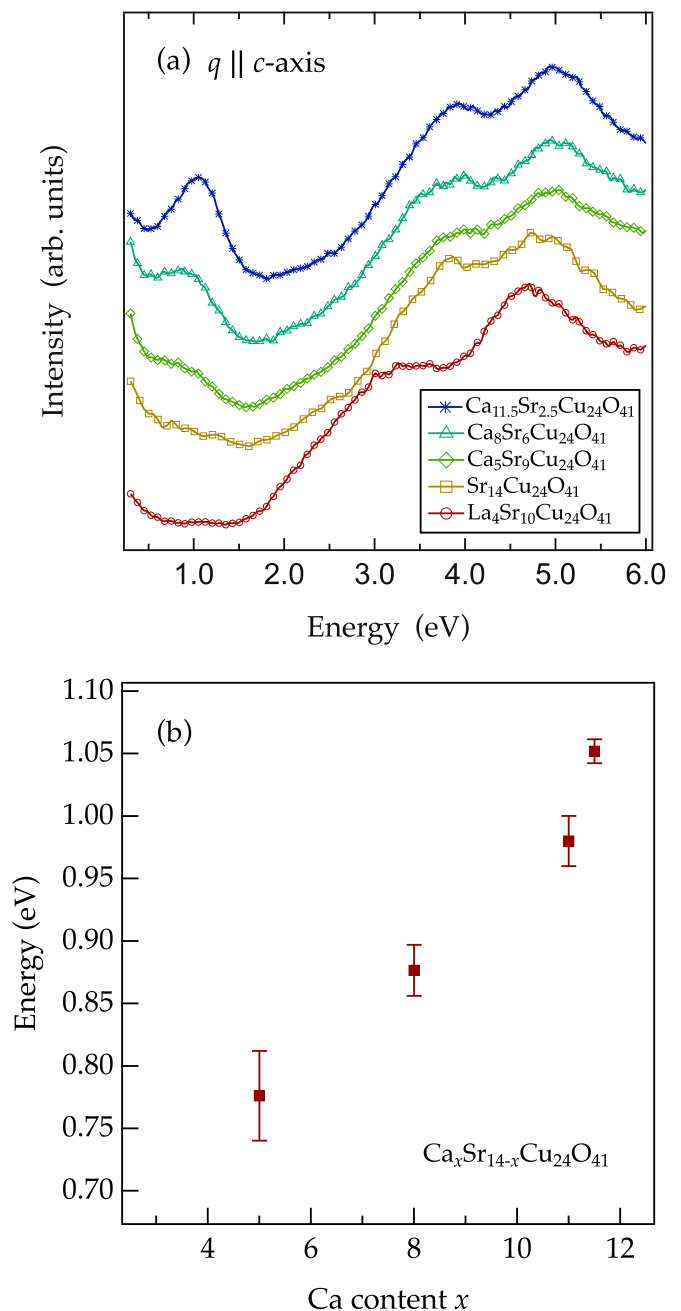 (a) q || c-axis
Intensity (arb. units)
Ca₁₁.₅Sr₂.₅Cu₂₄O₄₁
Ca₈Sr₆Cu₂₄O₄₁
Ca₅Sr₉Cu₂₄O₄₁
Sr₁₄Cu₂₄O₄₁
La₄Sr₁₀Cu₂₄O₄₁
1.0 2.0 3.0 4.0 5.0 6.0
Energy (eV)
(b)
1.10
1.05
1.00
0.95
0.90
0.85
0.80
0.75
0.70
Energy (eV)
CaₓSr₁₄₋ₓCu₂₄O₄₁
4 6 8 10 12
Ca content x